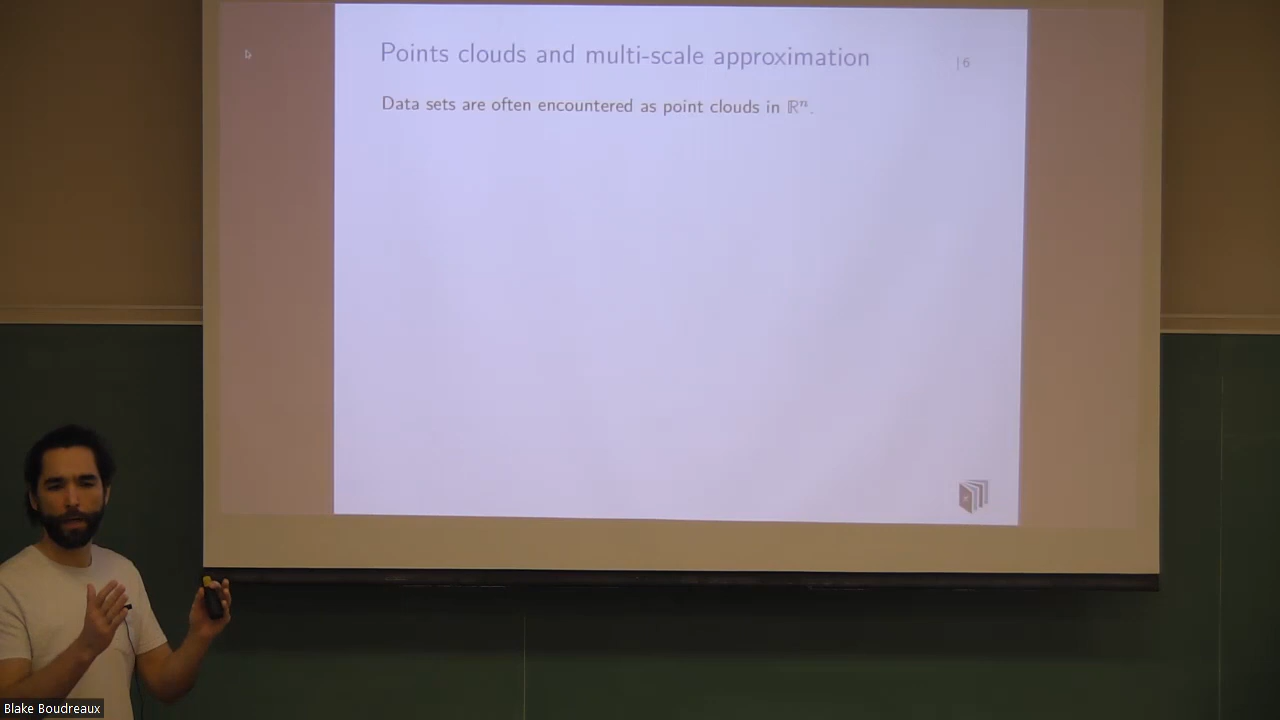 Points clouds and multi-scale approximation
| 6
Data sets are often encountered as point clouds in ℝⁿ.
Blake Boudreaux